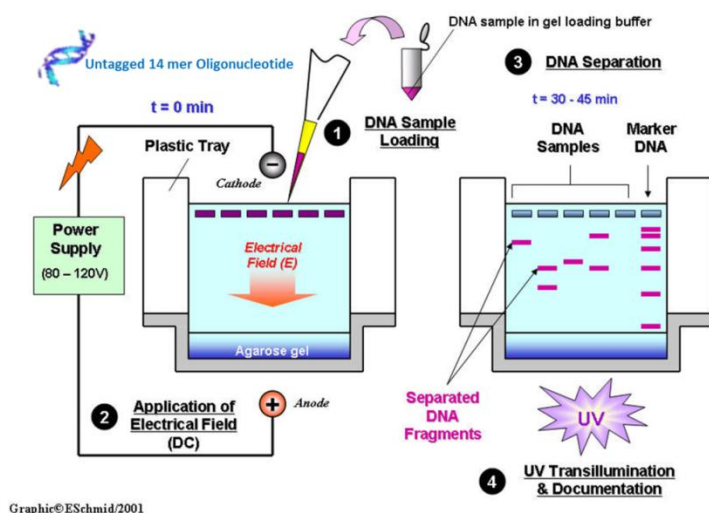 DNA sample in gel loading buffer
Untagged 14 mer Oligonucleotide
3 DNA Separation
t = 0 min
t = 30 - 45 min
1 DNA Sample
Loading
Plastic Tray
−
Cathode
DNA
Samples
Marker
DNA
Power
Supply
(80 – 120V)
Electrical
Field (E)
Agarose gel
2 Application of
Electrical Field
(DC)
+
Anode
Separated
DNA
Fragments
UV
4 UV Transillumination
& Documentation
Graphic©ESchmid/2001